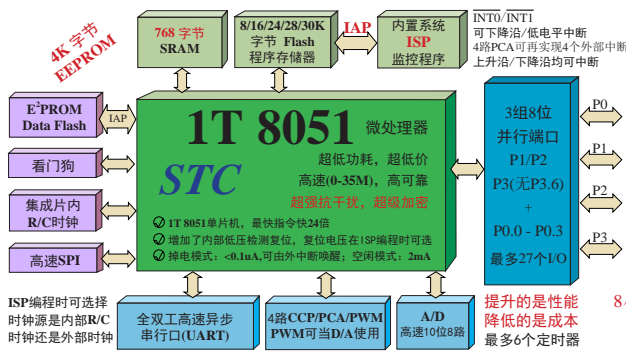 4K 字节
EEPROM
768 字节
SRAM
8/16/24/28/30K
字节 Flash
程序存储器
IAP
内置系统
ISP
监控程序
INT0/INT1
可下降沿/低电平中断
4路PCA可再实现4个外部中断
上升沿/下降沿均可中断
E²PROM
Data Flash
IAP
看门狗
集成片内
R/C时钟
高速SPI
1T 8051 微处理器
STC
超低功耗，超低价
高速(0-35M)，高可靠
超强抗干扰，超级加密
1T 8051单片机，最快指令快24倍
增加了内部低压检测复位，复位电压在ISP编程时可选
掉电模式：<0.1uA,可由外中断唤醒；空闲模式：2mA
3组8位
并行端口
P1/P2
P3(无P3.6)
+
P0.0 - P0.3
最多27个I/O
P0
P1
P2
P3
ISP编程时可选择
时钟源是内部R/C
时钟还是外部时钟
全双工高速异步
串行口(UART)
4路CCP/PCA/PWM
PWM可当D/A使用
A/D
高速10位8路
提升的是性能
降低的是成本
最多6个定时器
8